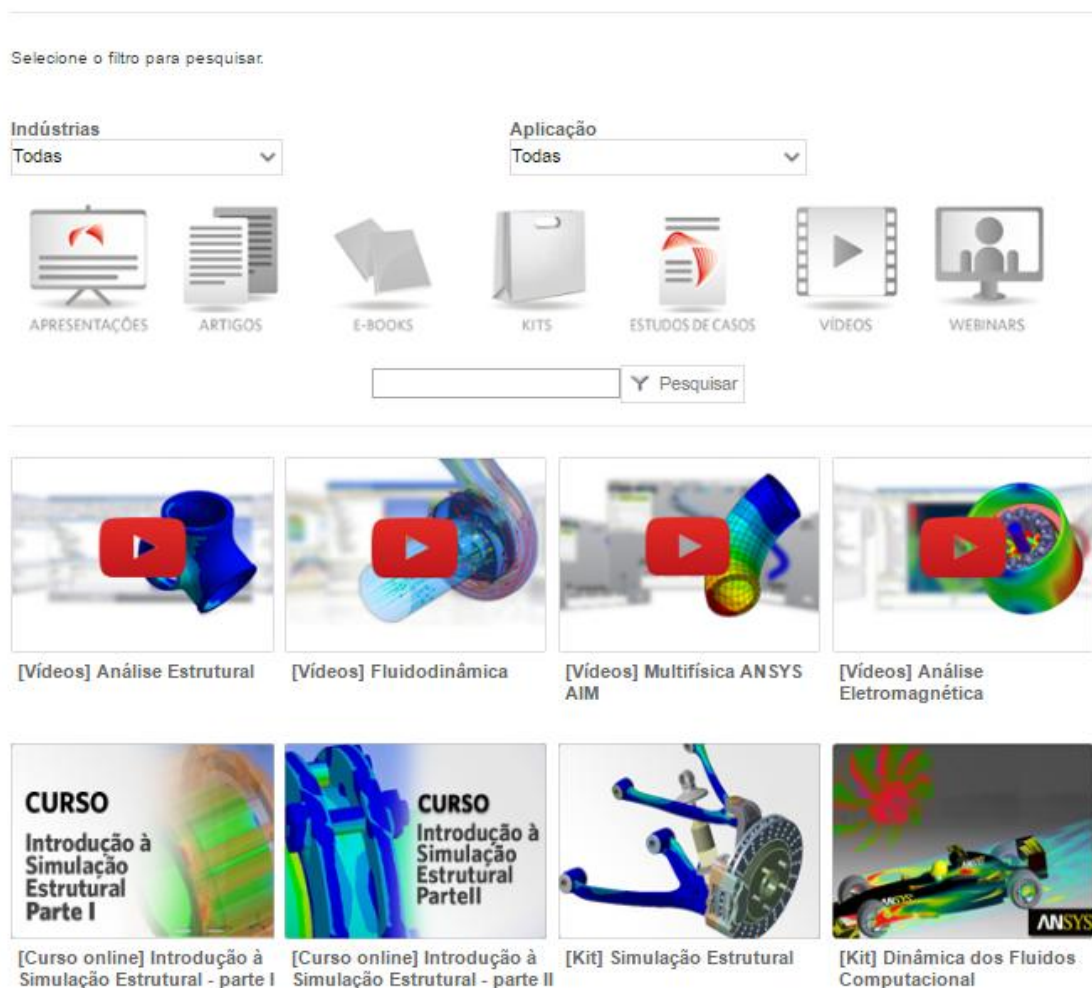 Selecione o filtro para pesquisar.
Indústrias
Aplicação
Todas
Todas
APRESENTAÇÕES
ARTIGOS
E-BOOKS
KITS
ESTUDOS DE CASOS
VÍDEOS
WEBINARS
Pesquisar
[Vídeos] Análise Estrutural
[Vídeos] Fluidodinâmica
[Vídeos] Multifísica ANSYS
AIM
[Vídeos] Análise
Eletromagnética
CURSO
Introdução à
Simulação
Estrutural
Parte I
CURSO
Introdução à
Simulação
Estrutural
ParteII
ANSYS
ANSYS
ANSYS
[Curso online] Introdução à
Simulação Estrutural - parte I
[Curso online] Introdução à
Simulação Estrutural - parte II
[Kit] Simulação Estrutural
[Kit] Dinâmica dos Fluidos
Computacional